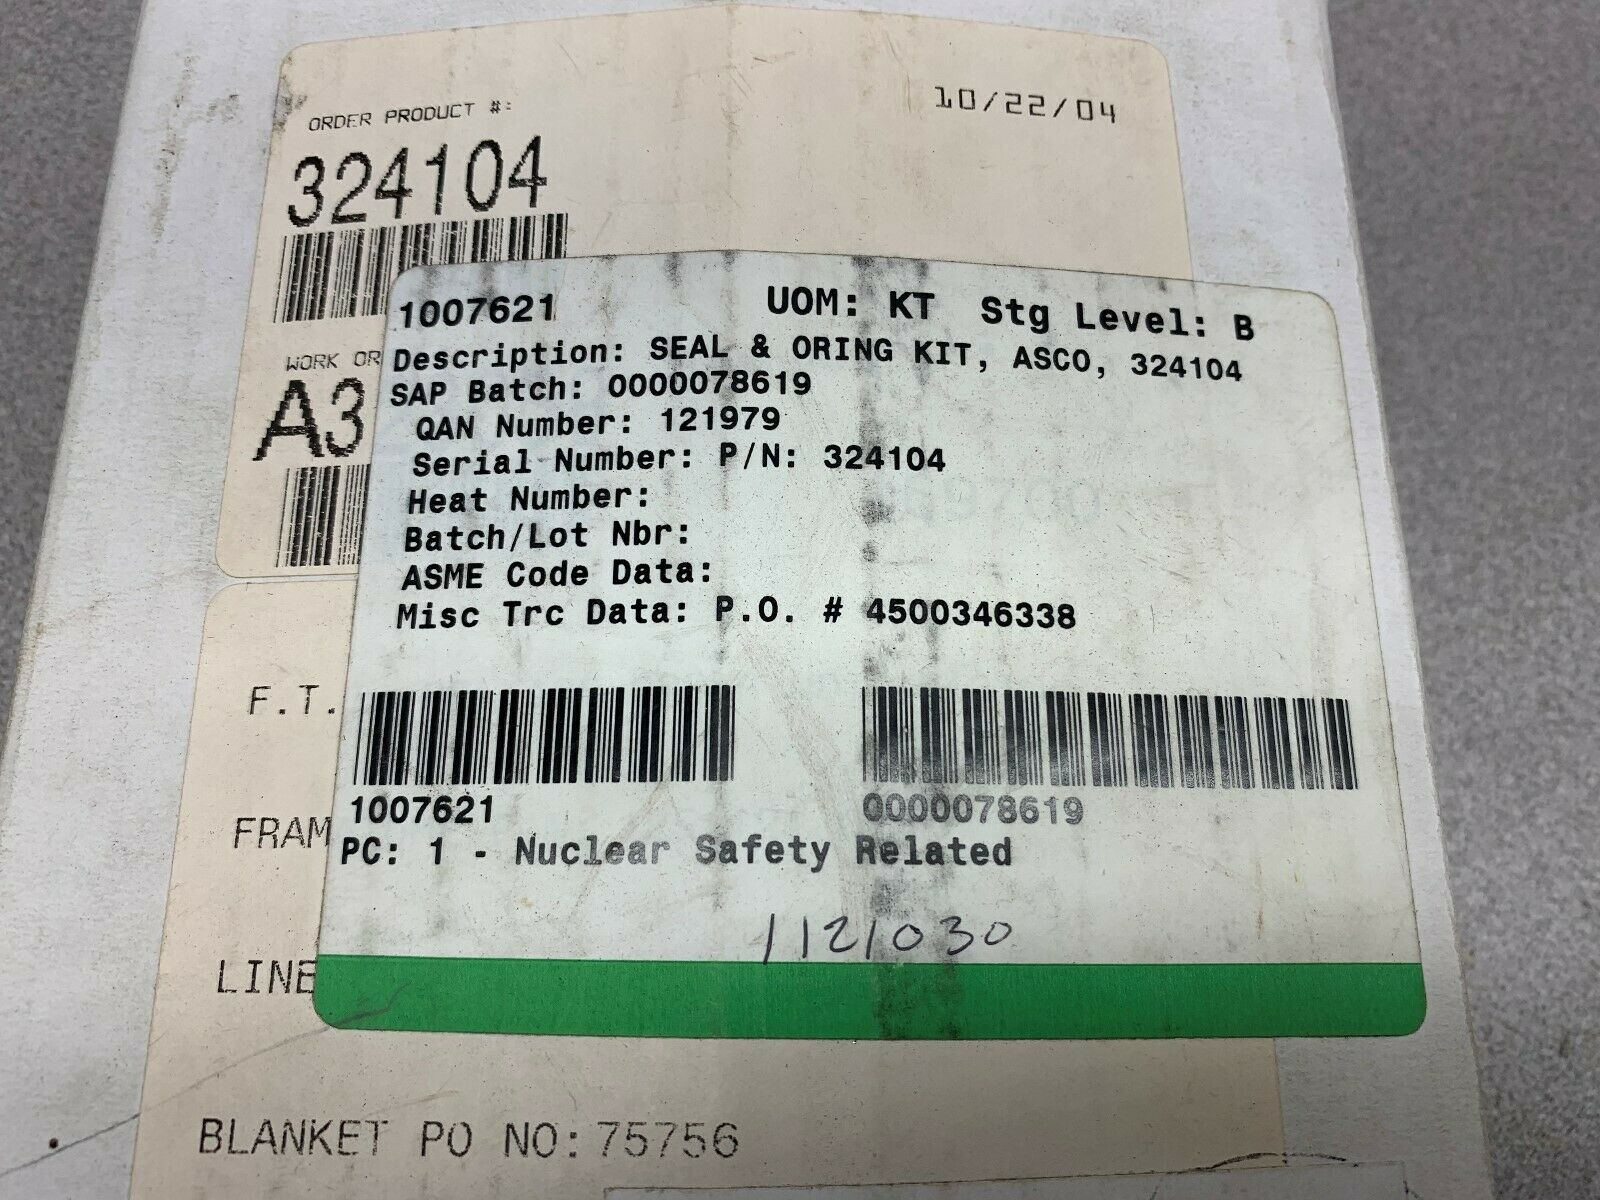 ORDER PRODUCT #:
10/22/04
324104
WORK OR
A3
1007621 UOM: KT Stg Level: B
Description: SEAL & ORING KIT, ASCO, 324104
SAP Batch: 0000078619
QAN Number: 121979
Serial Number: P/N: 324104
Heat Number:
Batch/Lot Nbr:
ASME Code Data:
Misc Trc Data: P.O. # 4500346338
1007621 0000078619
PC: 1 - Nuclear Safety Related
1121030
F.T.
FRAM
LINE
BLANKET PO NO: 75756